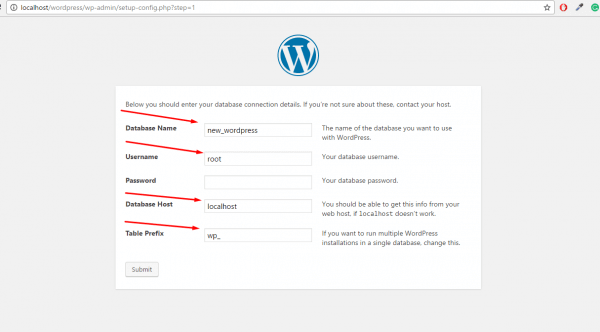 localhost/wordpress/wp-admin/setup-config.php?step=1
Below you should enter your database connection details. If you're not sure about these, contact your host.
Database Name
new_wordpress
The name of the database you want to use
with WordPress.
Username
root
Your database username.
Password
Your database password.
Database Host
localhost
You should be able to get this info from your
web host, if localhost doesn't work.
Table Prefix
wp_
If you want to run multiple WordPress
installations in a single database, change this.
Submit